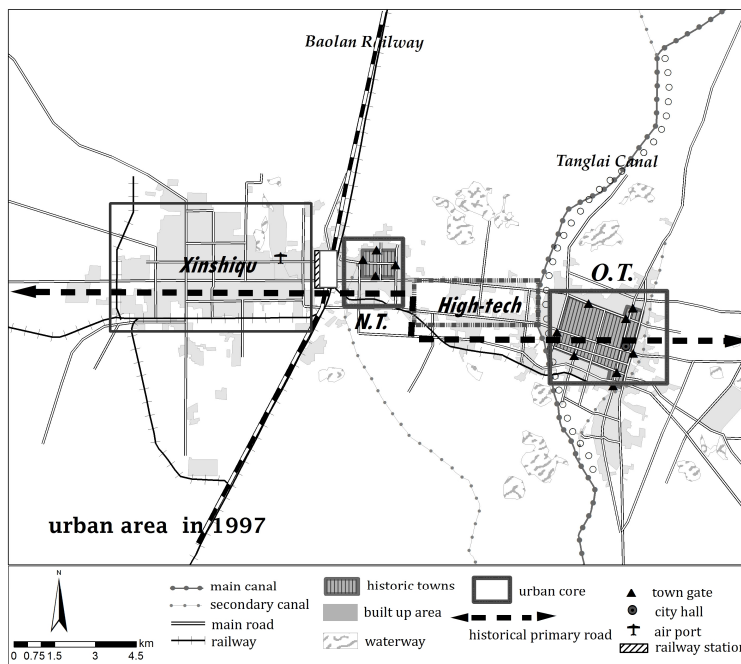 Baolan Railway
Tanglai Canal
O.T.
Xinshiqu
High-tech
N.T.
urban area in 1997
N
0 0.75 1.5 3 4.5
km
main canal
secondary canal
main road
railway
historic towns
built up area
waterway
urban core
historical primary road
town gate
city hall
air port
railway station